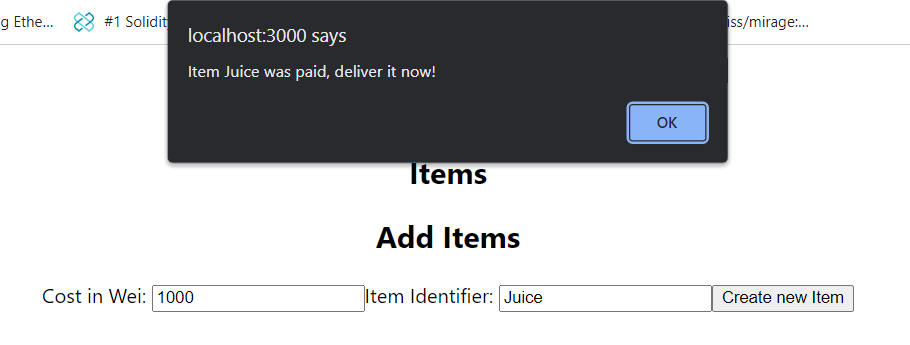 g Ethe... #1 Solidit iss/mirage:...
localhost:3000 says
Item Juice was paid, deliver it now!
OK
Items
Add Items
Cost in Wei: 1000 Item Identifier: Juice Create new Item